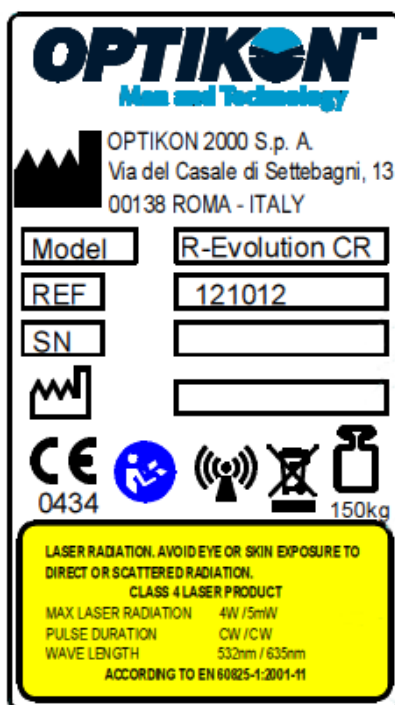 OPTIKON™
Man and Technology
OPTIKON 2000 S.p. A.
Via del Casale di Settebagni, 13
00138 ROMA - ITALY
Model R-Evolution CR
REF 121012
SN
CE
0434
150kg
LASER RADIATION. AVOID EYE OR SKIN EXPOSURE TO
DIRECT OR SCATTERED RADIATION.
CLASS 4 LASER PRODUCT
MAX LASER RADIATION 4W /5mW
PULSE DURATION CW /CW
WAVE LENGTH 532nm / 635nm
ACCORDING TO EN 60825-1:2001-11